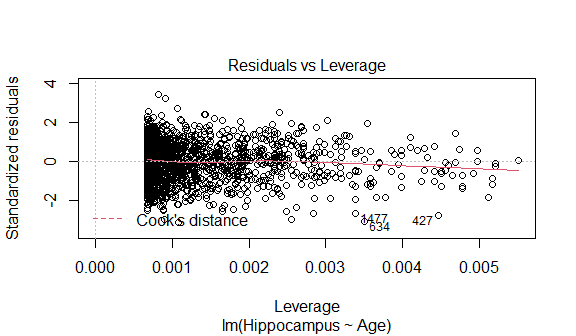 Residuals vs Leverage
Standardized residuals
4
2
0
-2
Cook's distance
1477
634
427
0.000 0.001 0.002 0.003 0.004 0.005
Leverage
lm(Hippocampus ~ Age)